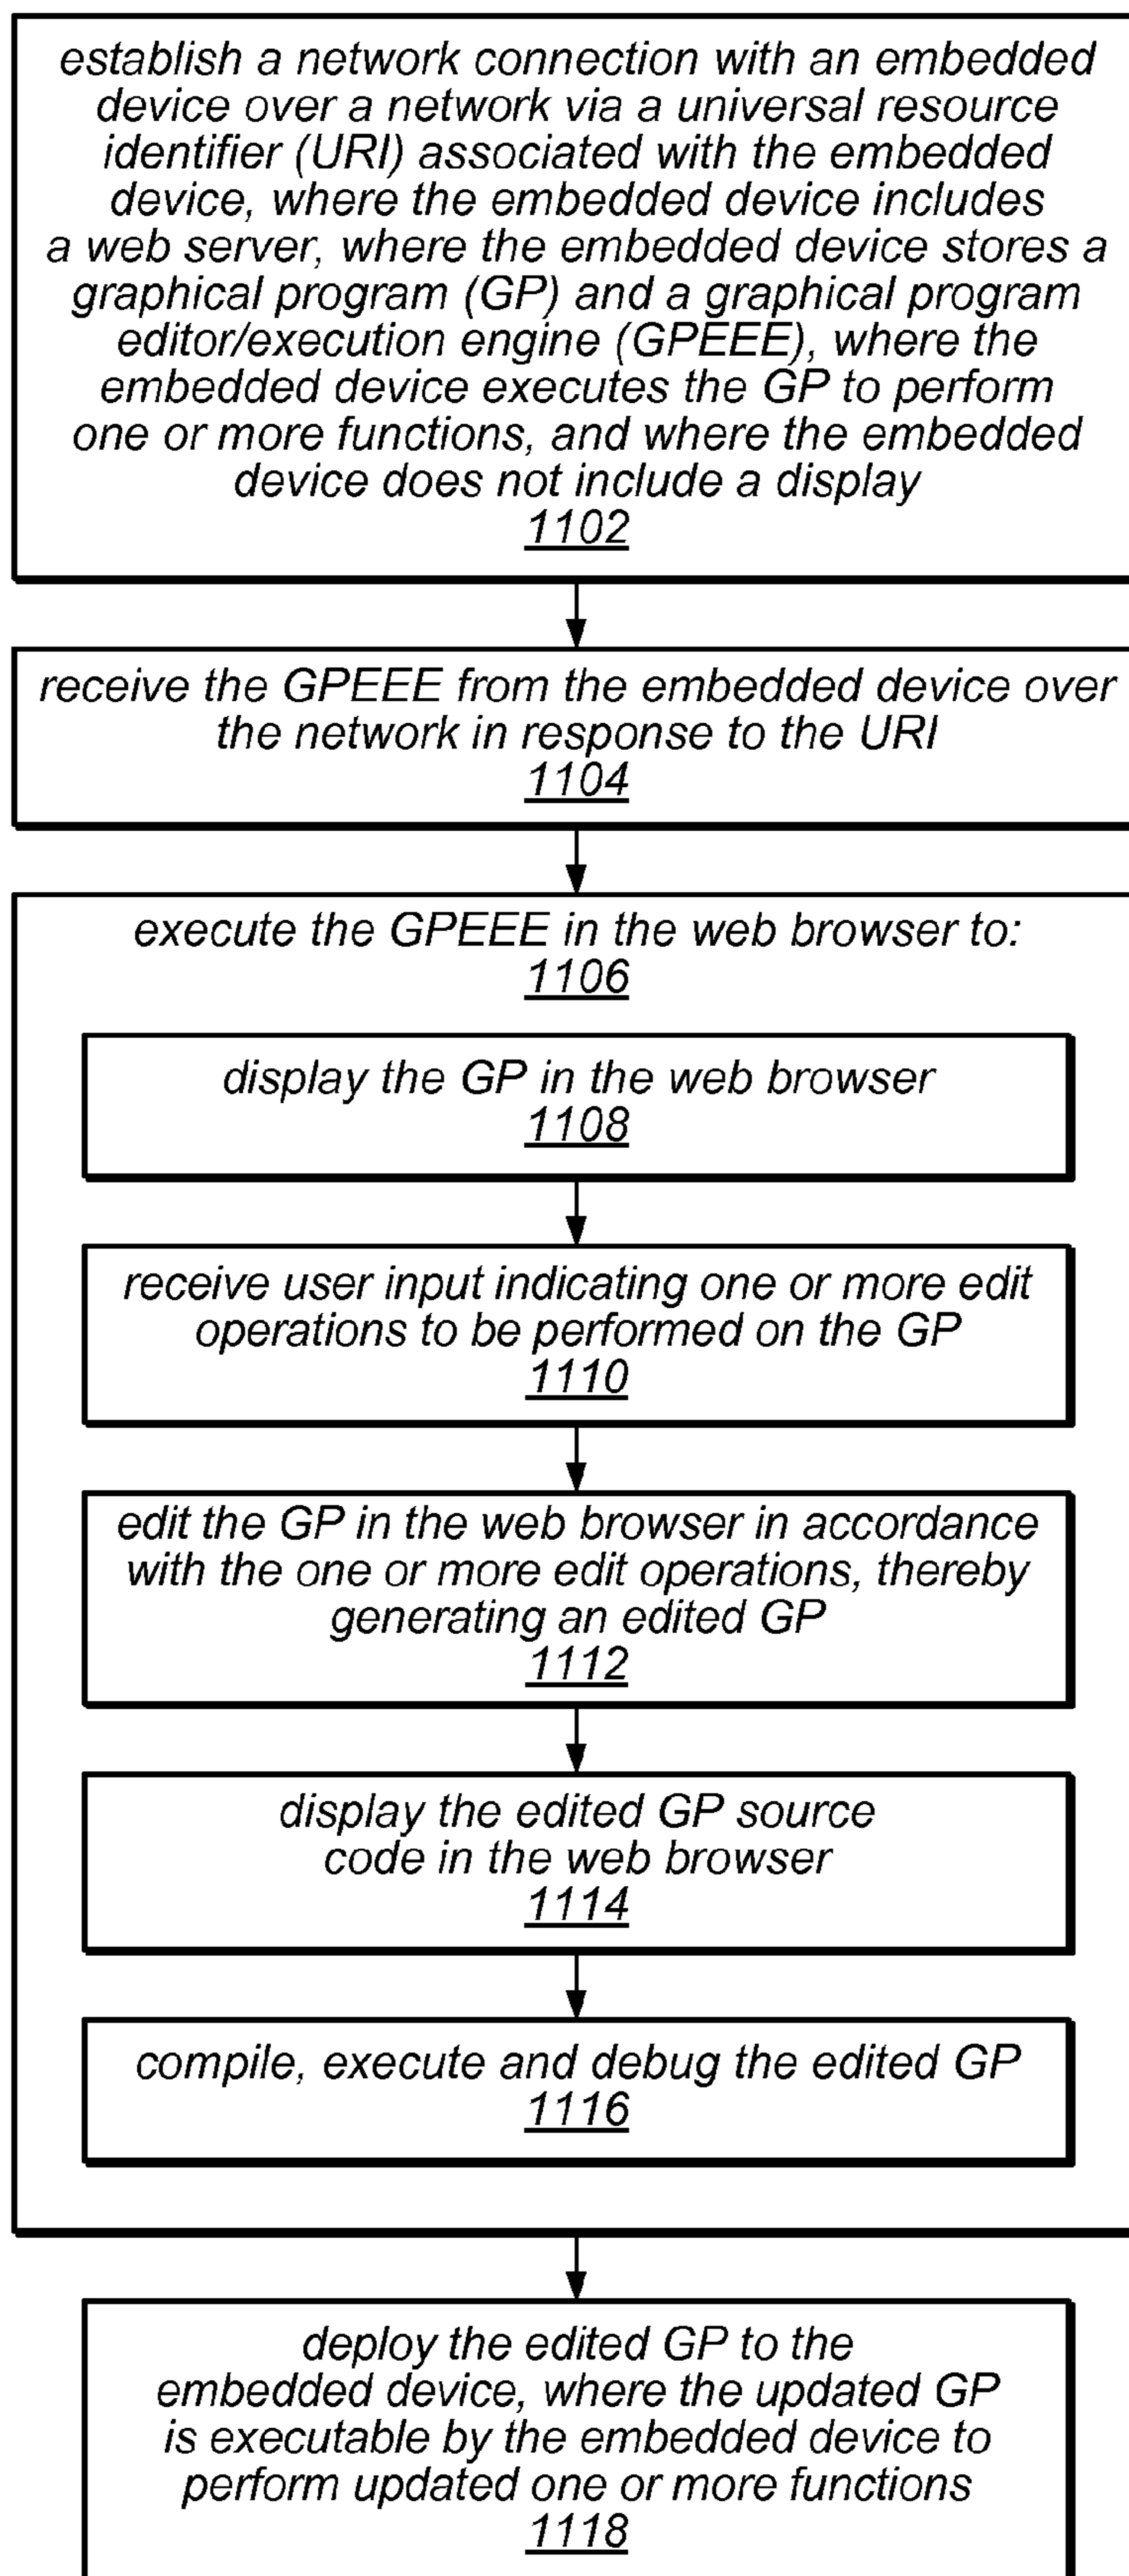 establish a network connection with an embedded
device over a network via a universal resource
identifier (URI) associated with the embedded
device, where the embedded device includes
a web server, where the embedded device stores a
graphical program (GP) and a graphical program
editor/execution engine (GPEEE), where the
embedded device executes the GP to perform
one or more functions, and where the embedded
device does not include a display
1102
receive the GPEEE from the embedded device over
the network in response to the URI
1104
execute the GPEEE in the web browser to:
1106
display the GP in the web browser
1108
receive user input indicating one or more edit
operations to be performed on the GP
1110
edit the GP in the web browser in accordance
with the one or more edit operations, thereby
generating an edited GP
1112
display the edited GP source
code in the web browser
1114
compile, execute and debug the edited GP
1116
deploy the edited GP to the
embedded device, where the updated GP
is executable by the embedded device to
perform updated one or more functions
1118